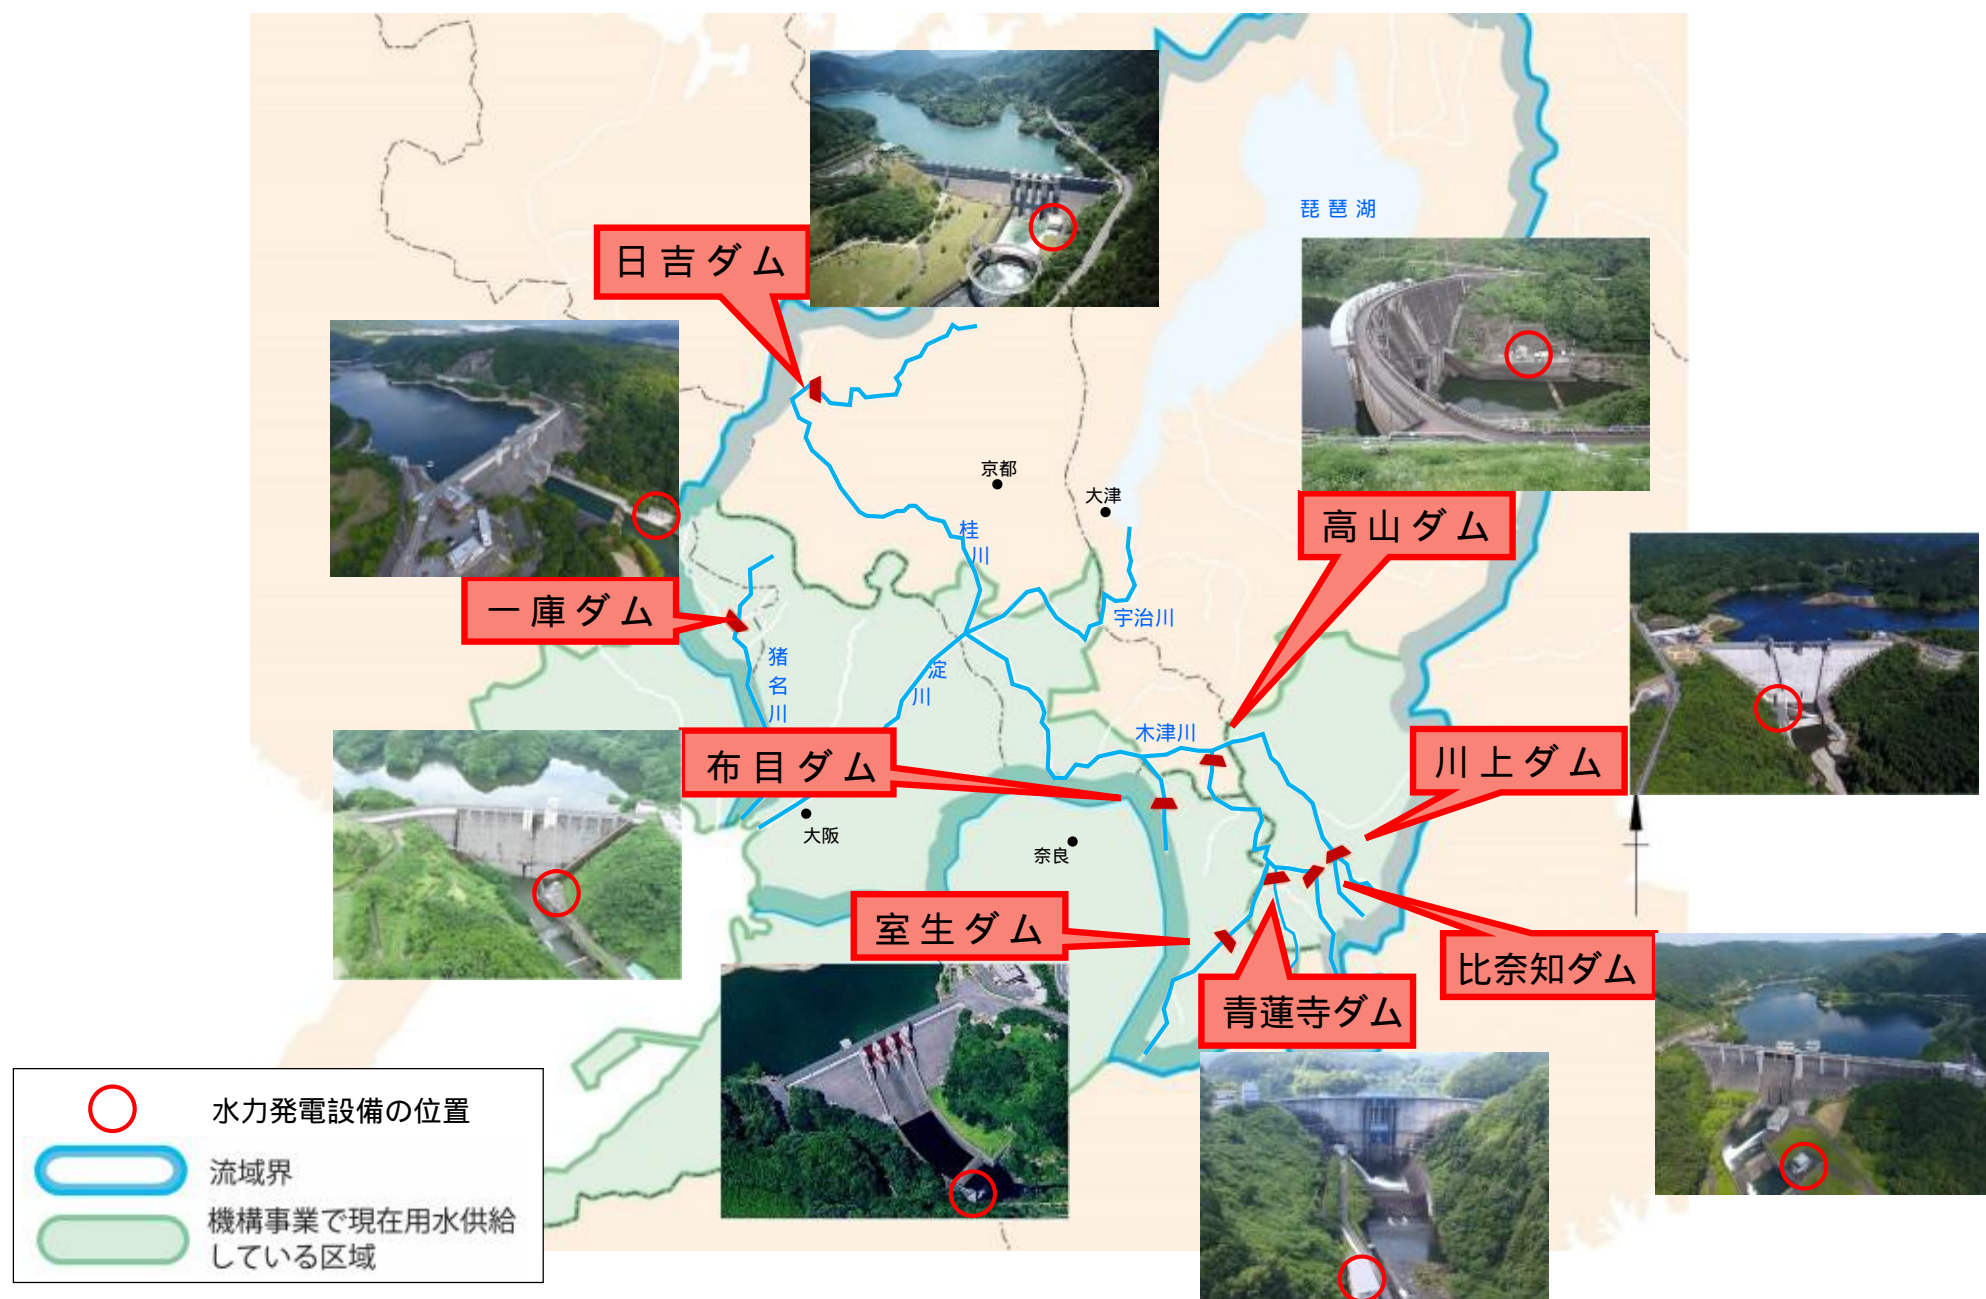 琵琶湖
日吉ダム
京都
大津
高山ダム
桂
川
一庫ダム
宇治川
猪
名
川
淀
川
木津川
布目ダム
川上ダム
大阪
奈良
室生ダム
比奈知ダム
青蓮寺ダム
水力発電設備の位置
流域界
機構事業で現在用水供給
している区域